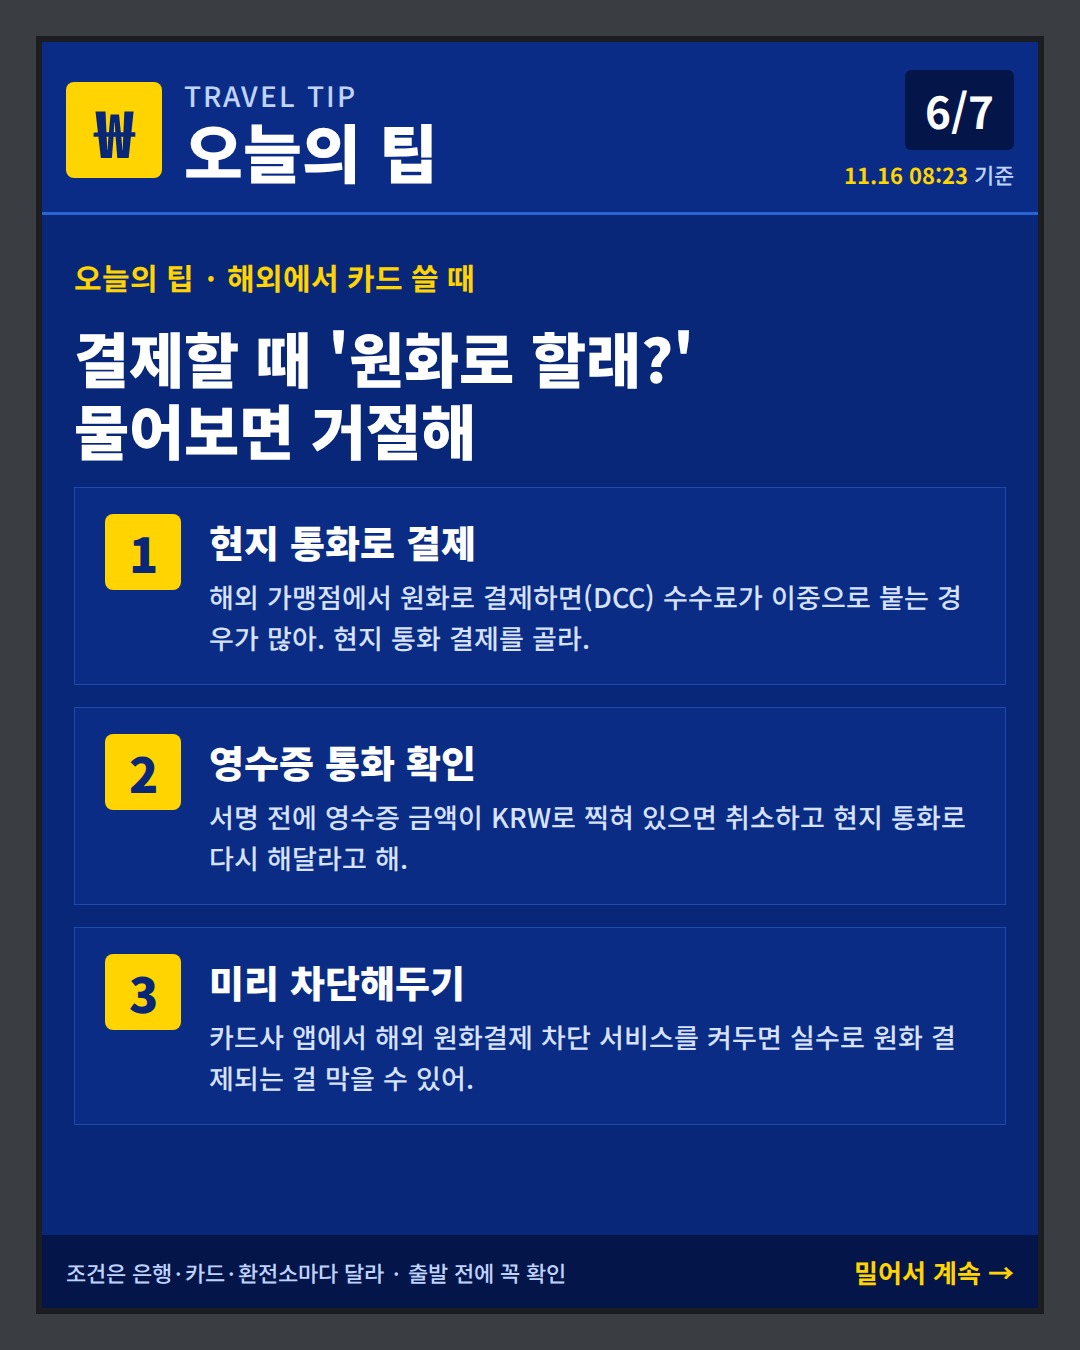 ₩
TRAVEL TIP
오늘의 팁
6/7
11.16 08:23 기준
오늘의 팁 · 해외에서 카드 쓸 때
결제할 때 '원화로 할래?'
물어보면 거절해
1
현지 통화로 결제
해외 가맹점에서 원화로 결제하면(DCC) 수수료가 이중으로 붙는 경
우가 많아. 현지 통화 결제를 골라.
2
영수증 통화 확인
서명 전에 영수증 금액이 KRW로 찍혀 있으면 취소하고 현지 통화로
다시 해달라고 해.
3
미리 차단해두기
카드사 앱에서 해외 원화결제 차단 서비스를 켜두면 실수로 원화 결
제되는 걸 막을 수 있어.
조건은 은행·카드·환전소마다 달라 · 출발 전에 꼭 확인
밀어서 계속 →